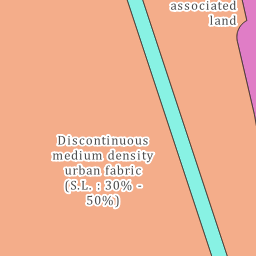 associated
land
Discontinuous
medium density
urban fabric
(S.L. : 30% -
50%)